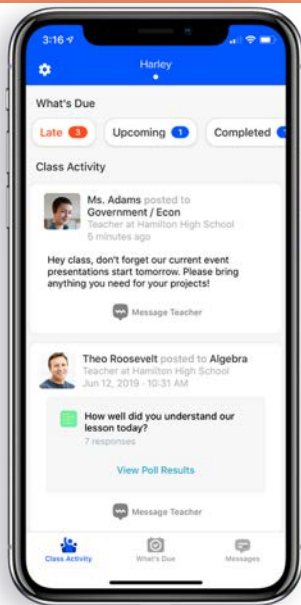 3:16
Harley
What's Due
Late 3
Upcoming 1
Completed
Class Activity
Ms. Adams posted to
Government / Econ
Teacher at Hamilton High School
5 minutes ago
Hey class, don't forget our current event
presentations start tomorrow. Please bring
anything you need for your projects!
Message Teacher
Theo Roosevelt posted to Algebra
Teacher at Hamilton High School
Jun 12, 2019 - 10:31 AM
How well did you understand our
lesson today?
7 responses
View Poll Results
Message Teacher
Class Activity
What's Due
Messages